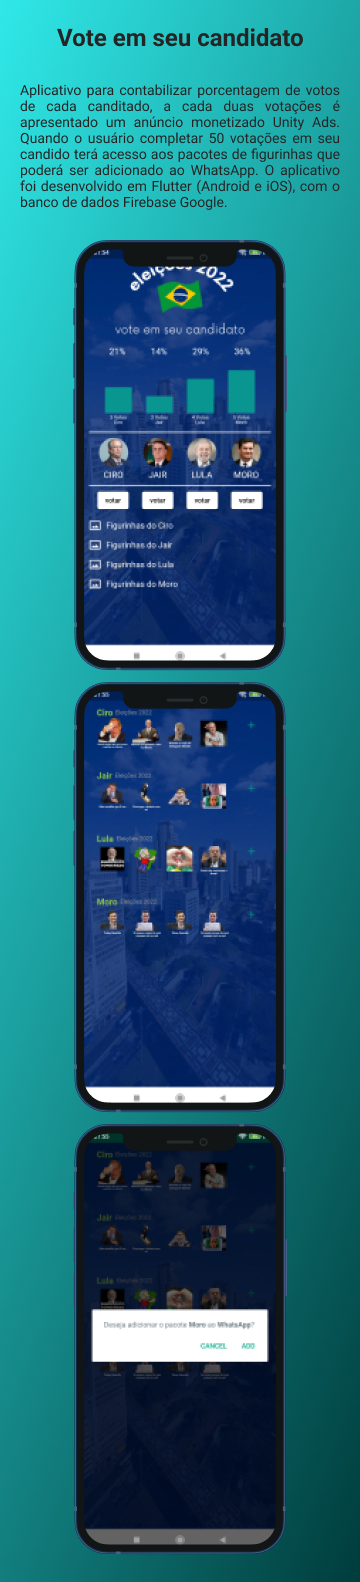 Vote em seu candidato
Aplicativo para contabilizar porcentagem de votos
de cada canditado, a cada duas votações é
apresentado um anúncio monetizado Unity Ads.
Quando o usuário completar 50 votações em seu
candido terá acesso aos pacotes de figurinhas que
poderá ser adicionado ao WhatsApp. O aplicativo
foi desenvolvido em Flutter (Android e iOS), com o
banco de dados Firebase Google.
eleições 2022
vote em seu candidato
21% 14% 29% 36%
3 Votos 2 Votos 4 Votos 5 Votos
Ciro Jair Lula Moro
CIRO JAIR LULA MORO
votar votar votar votar
Figurinhas do Ciro
Figurinhas do Jair
Figurinhas do Lula
Figurinhas do Moro
Ciro Eleições 2022
Jair Eleições 2022
Lula Eleições 2022
Moro Eleições 2022
Ciro Eleições 2022
Jair Eleições 2022
Lula Eleições 2022
Deseja adicionar o pacote Moro ao WhatsApp?
CANCEL ADD